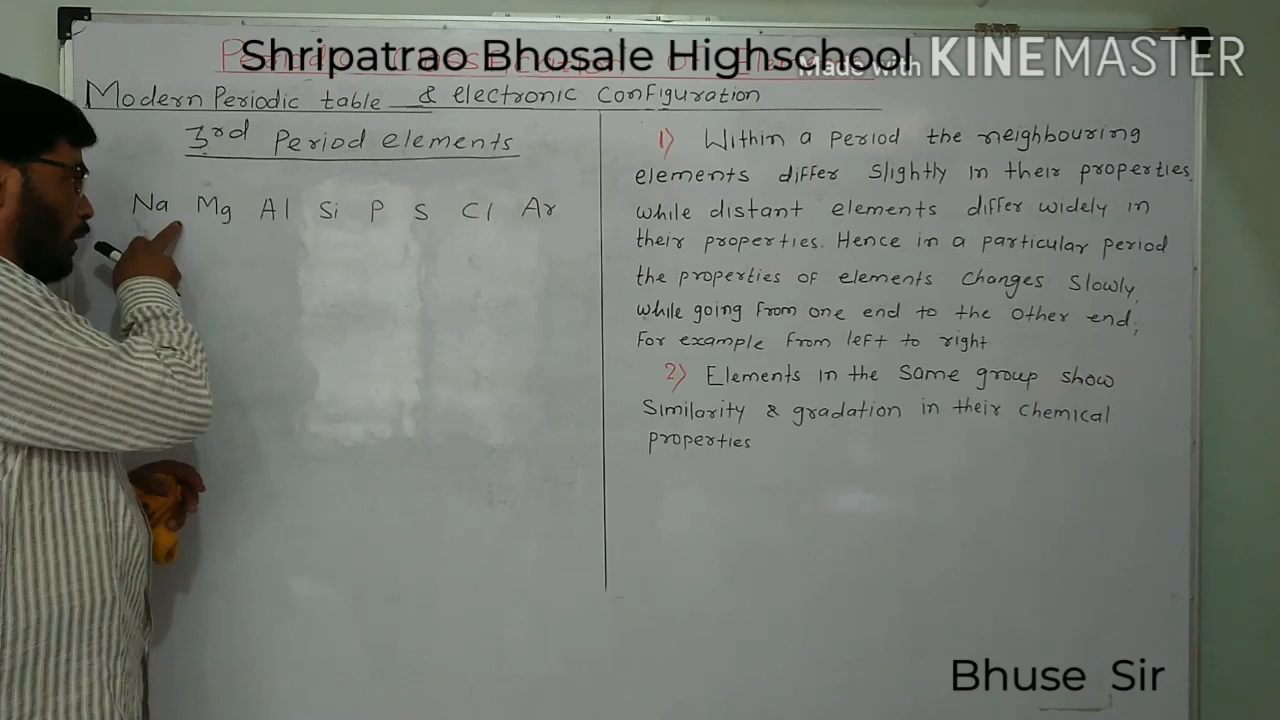 Shripatrao Bhosale Highschool
Made with KINEMASTER
Modern Periodic table & electronic configuration
3rd Period elements
Na Mg Al Si P S Cl Ar
1) Within a period the neighbouring
elements differ slightly in their properties
while distant elements differ widely in
their properties. Hence in a particular period
the properties of elements changes slowly,
while going from one end to the other end;
For example from left to right
2) Elements in the same group show
similarity & gradation in their chemical
properties
Bhuse Sir